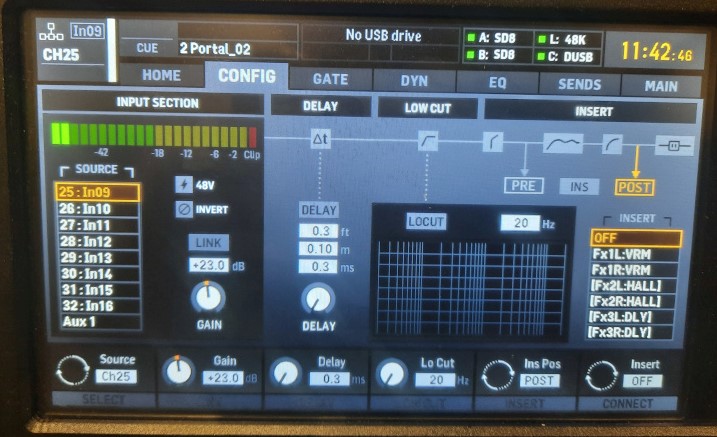 In09
CH25
CUE
2 Portal_02
No USB drive
A: SD8
L: 48K
B: SD8
C: DUSB
11:42:46
HOME
CONFIG
GATE
DYN
EQ
SENDS
MAIN
INPUT SECTION
DELAY
LOW CUT
INSERT
-42
-18
-12
-6
-2
Clip
Δt
SOURCE
25:In09
26:In10
27:In11
28:In12
29:In13
30:In14
31:In15
32:In16
Aux 1
48V
INVERT
LINK
+23.0 dB
GAIN
DELAY
0.3 ft
0.10 m
0.3 ms
DELAY
LOCUT
20 Hz
PRE
INS
POST
INSERT
OFF
Fx1L:VRM
Fx1R:VRM
[Fx2L:HALL]
[Fx2R:HALL]
[Fx3L:DLY]
[Fx3R:DLY]
Source
Ch25
SELECT
Gain
+23.0 dB
Delay
0.3 ms
Lo Cut
20 Hz
Ins Pos
POST
INSERT
Insert
OFF
CONNECT